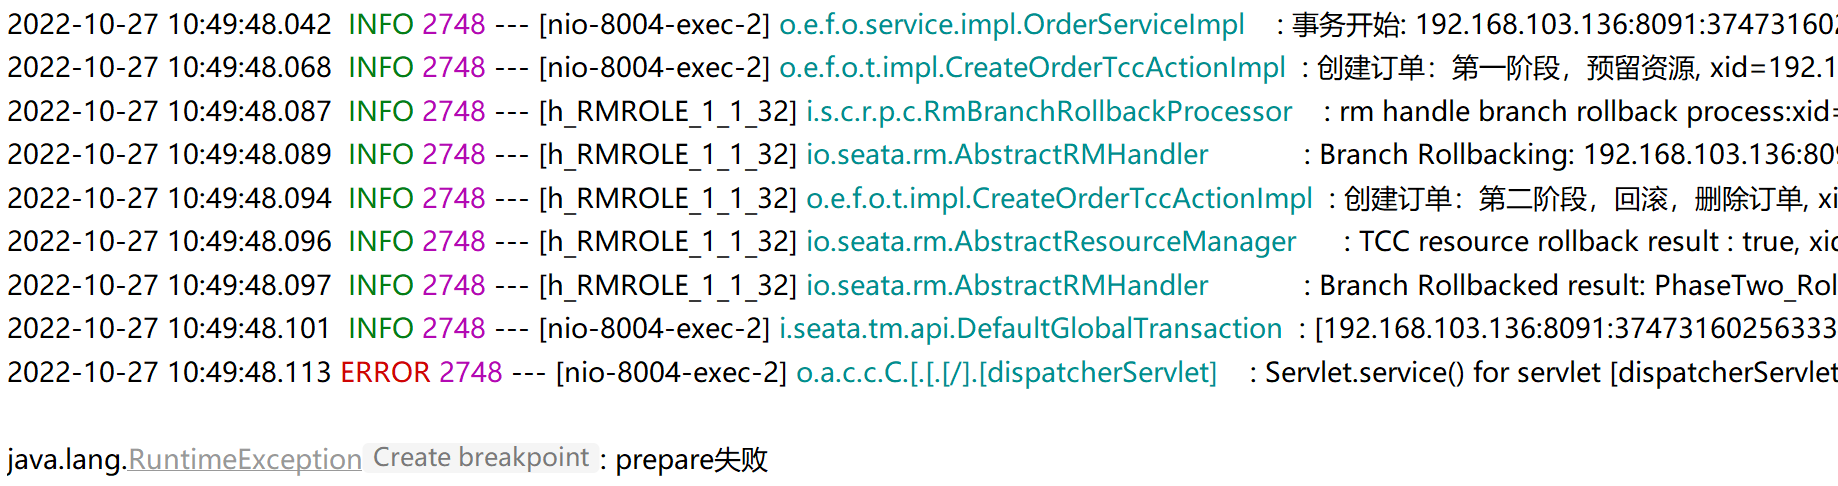 2022-10-27 10:49:48.042  INFO 2748 --- [nio-8004-exec-2] o.e.f.o.service.impl.OrderServiceImpl    : 事务开始: 192.168.103.136:8091:37473160
2022-10-27 10:49:48.068  INFO 2748 --- [nio-8004-exec-2] o.e.f.o.t.impl.CreateOrderTccActionImpl  : 创建订单：第一阶段，预留资源, xid=192.1
2022-10-27 10:49:48.087  INFO 2748 --- [h_RMROLE_1_1_32] i.s.c.r.p.c.RmBranchRollbackProcessor    : rm handle branch rollback process:xid=
2022-10-27 10:49:48.089  INFO 2748 --- [h_RMROLE_1_1_32] io.seata.rm.AbstractRMHandler            : Branch Rollbacking: 192.168.103.136:809
2022-10-27 10:49:48.094  INFO 2748 --- [h_RMROLE_1_1_32] o.e.f.o.t.impl.CreateOrderTccActionImpl  : 创建订单：第二阶段，回滚，删除订单, xi
2022-10-27 10:49:48.096  INFO 2748 --- [h_RMROLE_1_1_32] io.seata.rm.AbstractResourceManager      : TCC resource rollback result : true, xid
2022-10-27 10:49:48.097  INFO 2748 --- [h_RMROLE_1_1_32] io.seata.rm.AbstractRMHandler            : Branch Rollbacked result: PhaseTwo_Rol
2022-10-27 10:49:48.101  INFO 2748 --- [nio-8004-exec-2] i.seata.tm.api.DefaultGlobalTransaction  : [192.168.103.136:8091:37473160256333
2022-10-27 10:49:48.113 ERROR 2748 --- [nio-8004-exec-2] o.a.c.c.C.[.[.[/].[dispatcherServlet]    : Servlet.service() for servlet [dispatcherServlet
java.lang.RuntimeException Create breakpoint : prepare失败